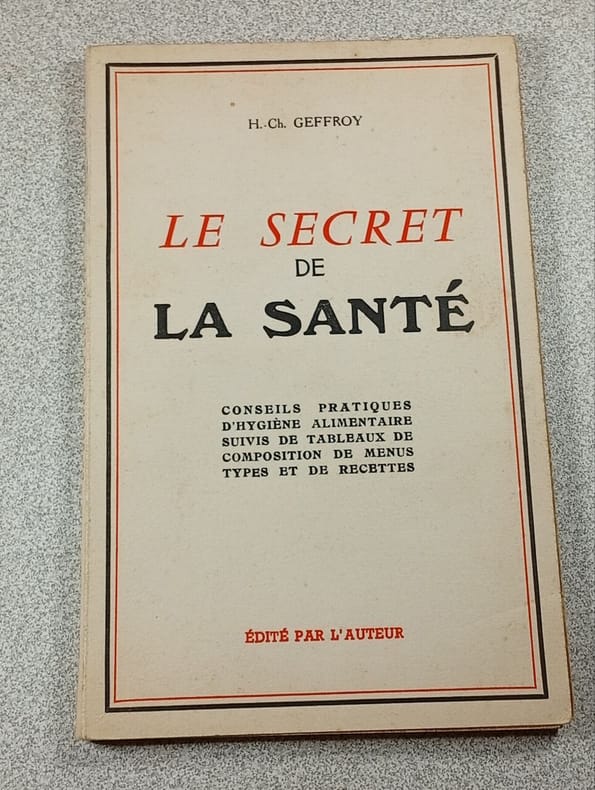 H.-Ch. GEFFROY
LE SECRET
DE
LA SANTÉ
CONSEILS PRATIQUES
D'HYGIÈNE ALIMENTAIRE
SUIVIS DE TABLEAUX DE
COMPOSITION DE MENUS
TYPES ET DE RECETTES
ÉDITÉ PAR L'AUTEUR